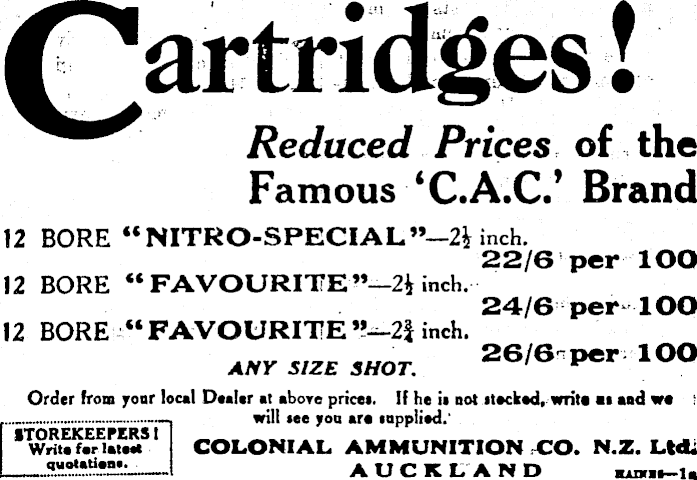 Cartridges!
Reduced Prices of the
Famous 'C.A.C.' Brand
12 BORE "NITRO-SPECIAL"—2½ inch.
22/6 per 100
12 BORE "FAVOURITE"—2½ inch.
24/6 per 100
12 BORE "FAVOURITE"—2¾ inch.
26/6 per 100
ANY SIZE SHOT.
Order from your local Dealer at above prices. If he is not stocked, write us and we
will see you are supplied.
STOREKEEPERS!
Write for latest
quotations.
COLONIAL AMMUNITION CO. N.Z. Ltd.
AUCKLAND
HAINES—1a